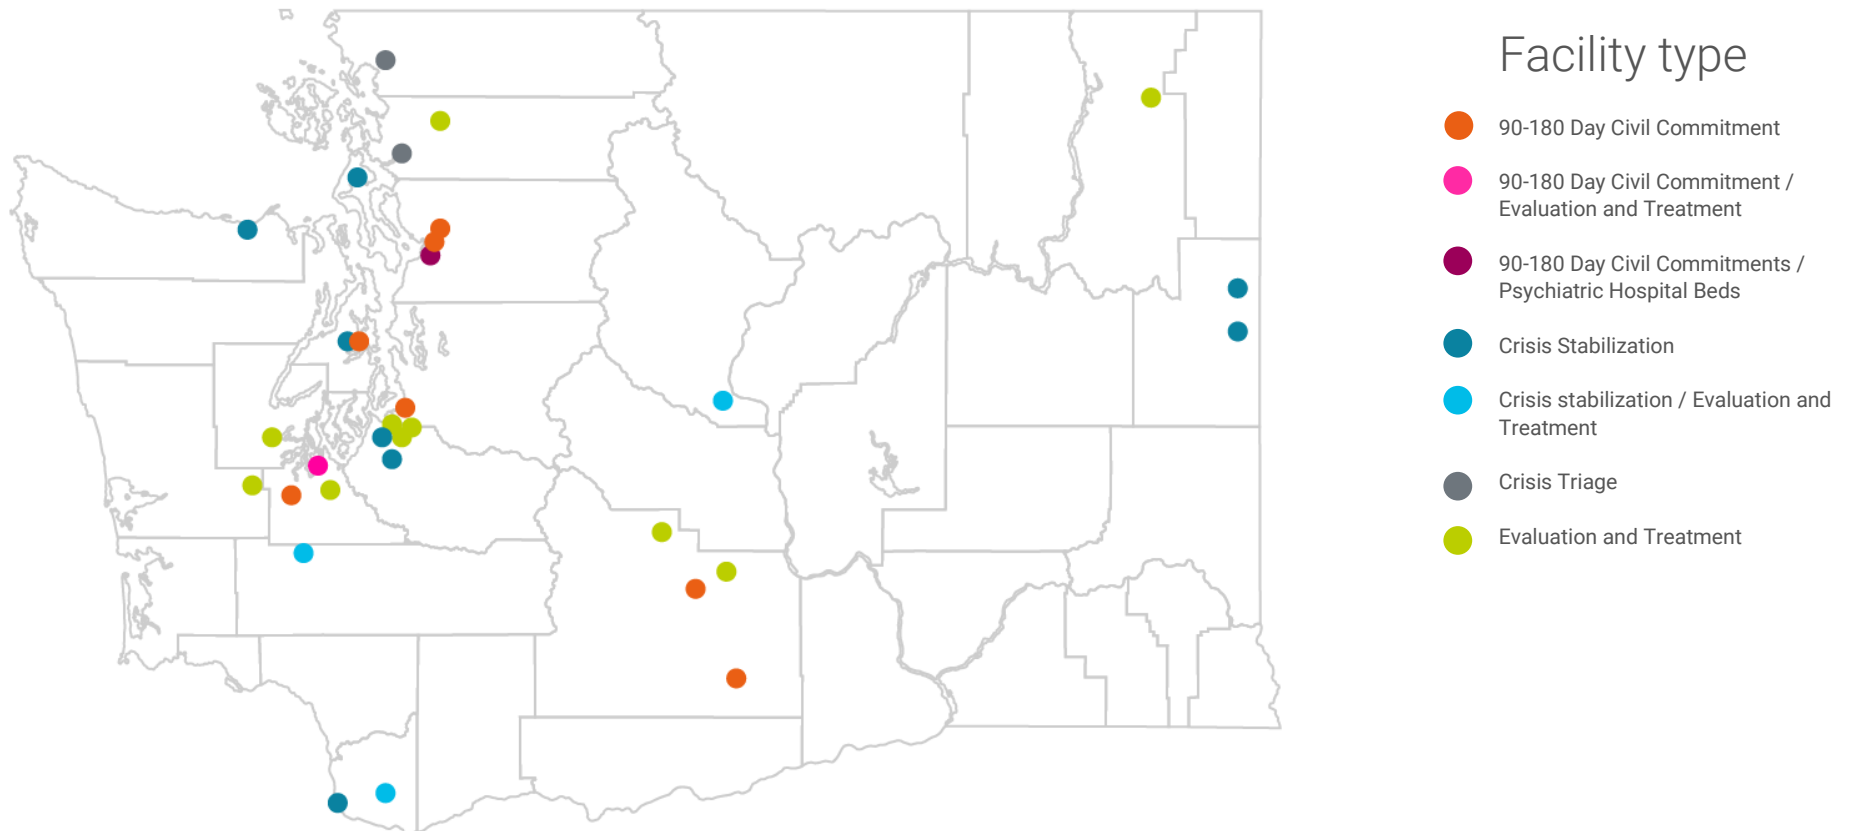 Facility type
90-180 Day Civil Commitment
90-180 Day Civil Commitment /
Evaluation and Treatment
90-180 Day Civil Commitments /
Psychiatric Hospital Beds
Crisis Stabilization
Crisis stabilization / Evaluation and
Treatment
Crisis Triage
Evaluation and Treatment